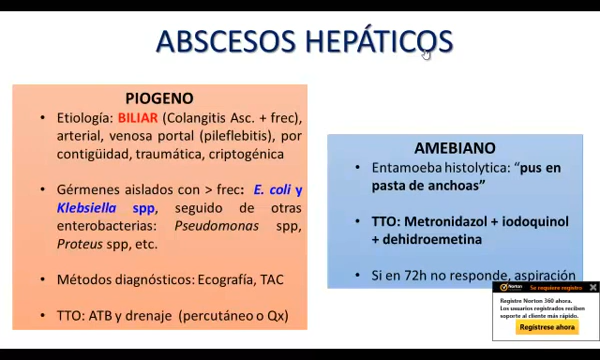 ABSCESOS HEPÁTICOS
PIOGENO
• Etiología: BILIAR (Colangitis Asc. + frec),
arterial, venosa portal (pileflebitis), por
contigüidad, traumática, criptogénica
• Gérmenes aislados con > frec: E. coli y
Klebsiella spp, seguido de otras
enterobacterias: Pseudomonas spp,
Proteus spp, etc.
• Métodos diagnósticos: Ecografía, TAC
• TTO: ATB y drenaje (percutáneo o Qx)
AMEBIANO
• Entamoeba histolytica: “pus en
pasta de anchoas”
• TTO: Metronidazol + iodoquinol
+ dehidroemetina
• Si en 72h no responde, aspiración
Norton
Se requiere registro
Registre Norton 360 ahora.
Los usuarios registrados reciben
soporte al cliente más rápido.
Regístrese ahora